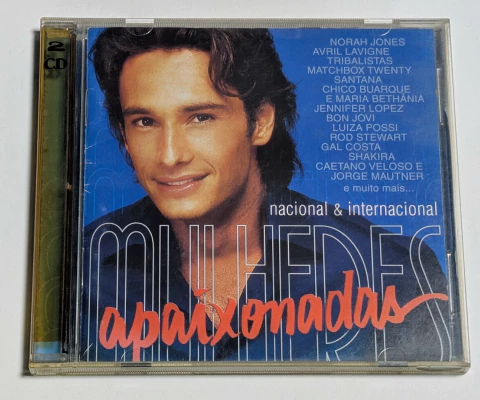 2
CD
NORAH JONES
AVRIL LAVIGNE
TRIBALISTAS
MATCHBOX TWENTY
SANTANA
CHICO BUARQUE
E MARIA BETHÂNIA
JENNIFER LOPEZ
BON JOVI
LUIZA POSSI
ROD STEWART
GAL COSTA
SHAKIRA
CAETANO VELOSO E
JORGE MAUTNER
e muito mais...
nacional & internacional
MULHERES
apaixonadas